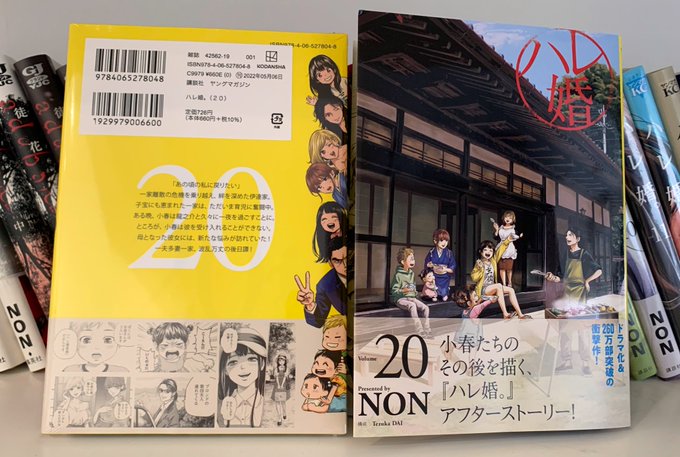 ISBN978-4-06-527804-8
9784065278048
1929979006600
雑誌 42562-19 001
ISBN978-4-06-527804-8
C9979 ¥660E (0) 2022年05月06日
講談社 ヤングマガジン
ハレ婚。(20)
定価726円
(本体660円+税10%)
KODANSHA
20
「あの頃の私に戻りたい」
一家離散の危機を乗り越え、絆を深めた伊達家。
子宝にも恵まれた一家は、ただいま育児に奮闘中。
ある晩、小春は龍之介と久々に一夜を過ごすことに。
ところが、小春は彼を受け入れることができない。
母となった彼女には、新たな悩みが訪れていた!
一夫多妻一家、波乱万丈の後日譚!
ハレ婚
Volume 20
Presented by NON
構成 Tezuka DAI
小春たちの
その後を描く、
『ハレ婚。』
アフターストーリー!
ドラマ化&
260万部突破の
衝撃作!
NON
NON
ハレ婚
NON
NON
講談社